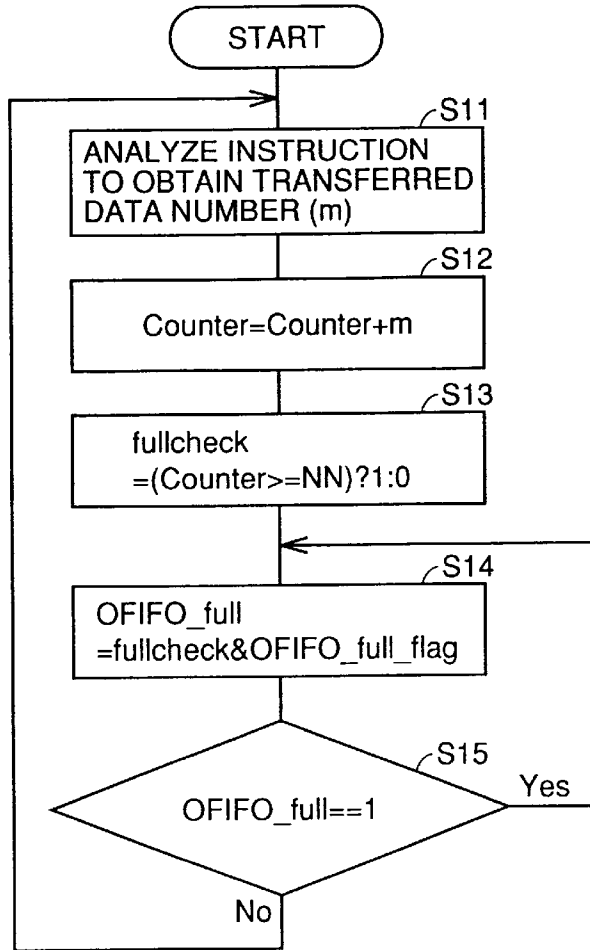 START
S11
ANALYZE INSTRUCTION
TO OBTAIN TRANSFERRED
DATA NUMBER (m)
S12
Counter=Counter+m
S13
fullcheck
=(Counter>=NN)?1:0
S14
OFIFO_full
=fullcheck&OFIFO_full_flag
S15
OFIFO_full==1
Yes
No